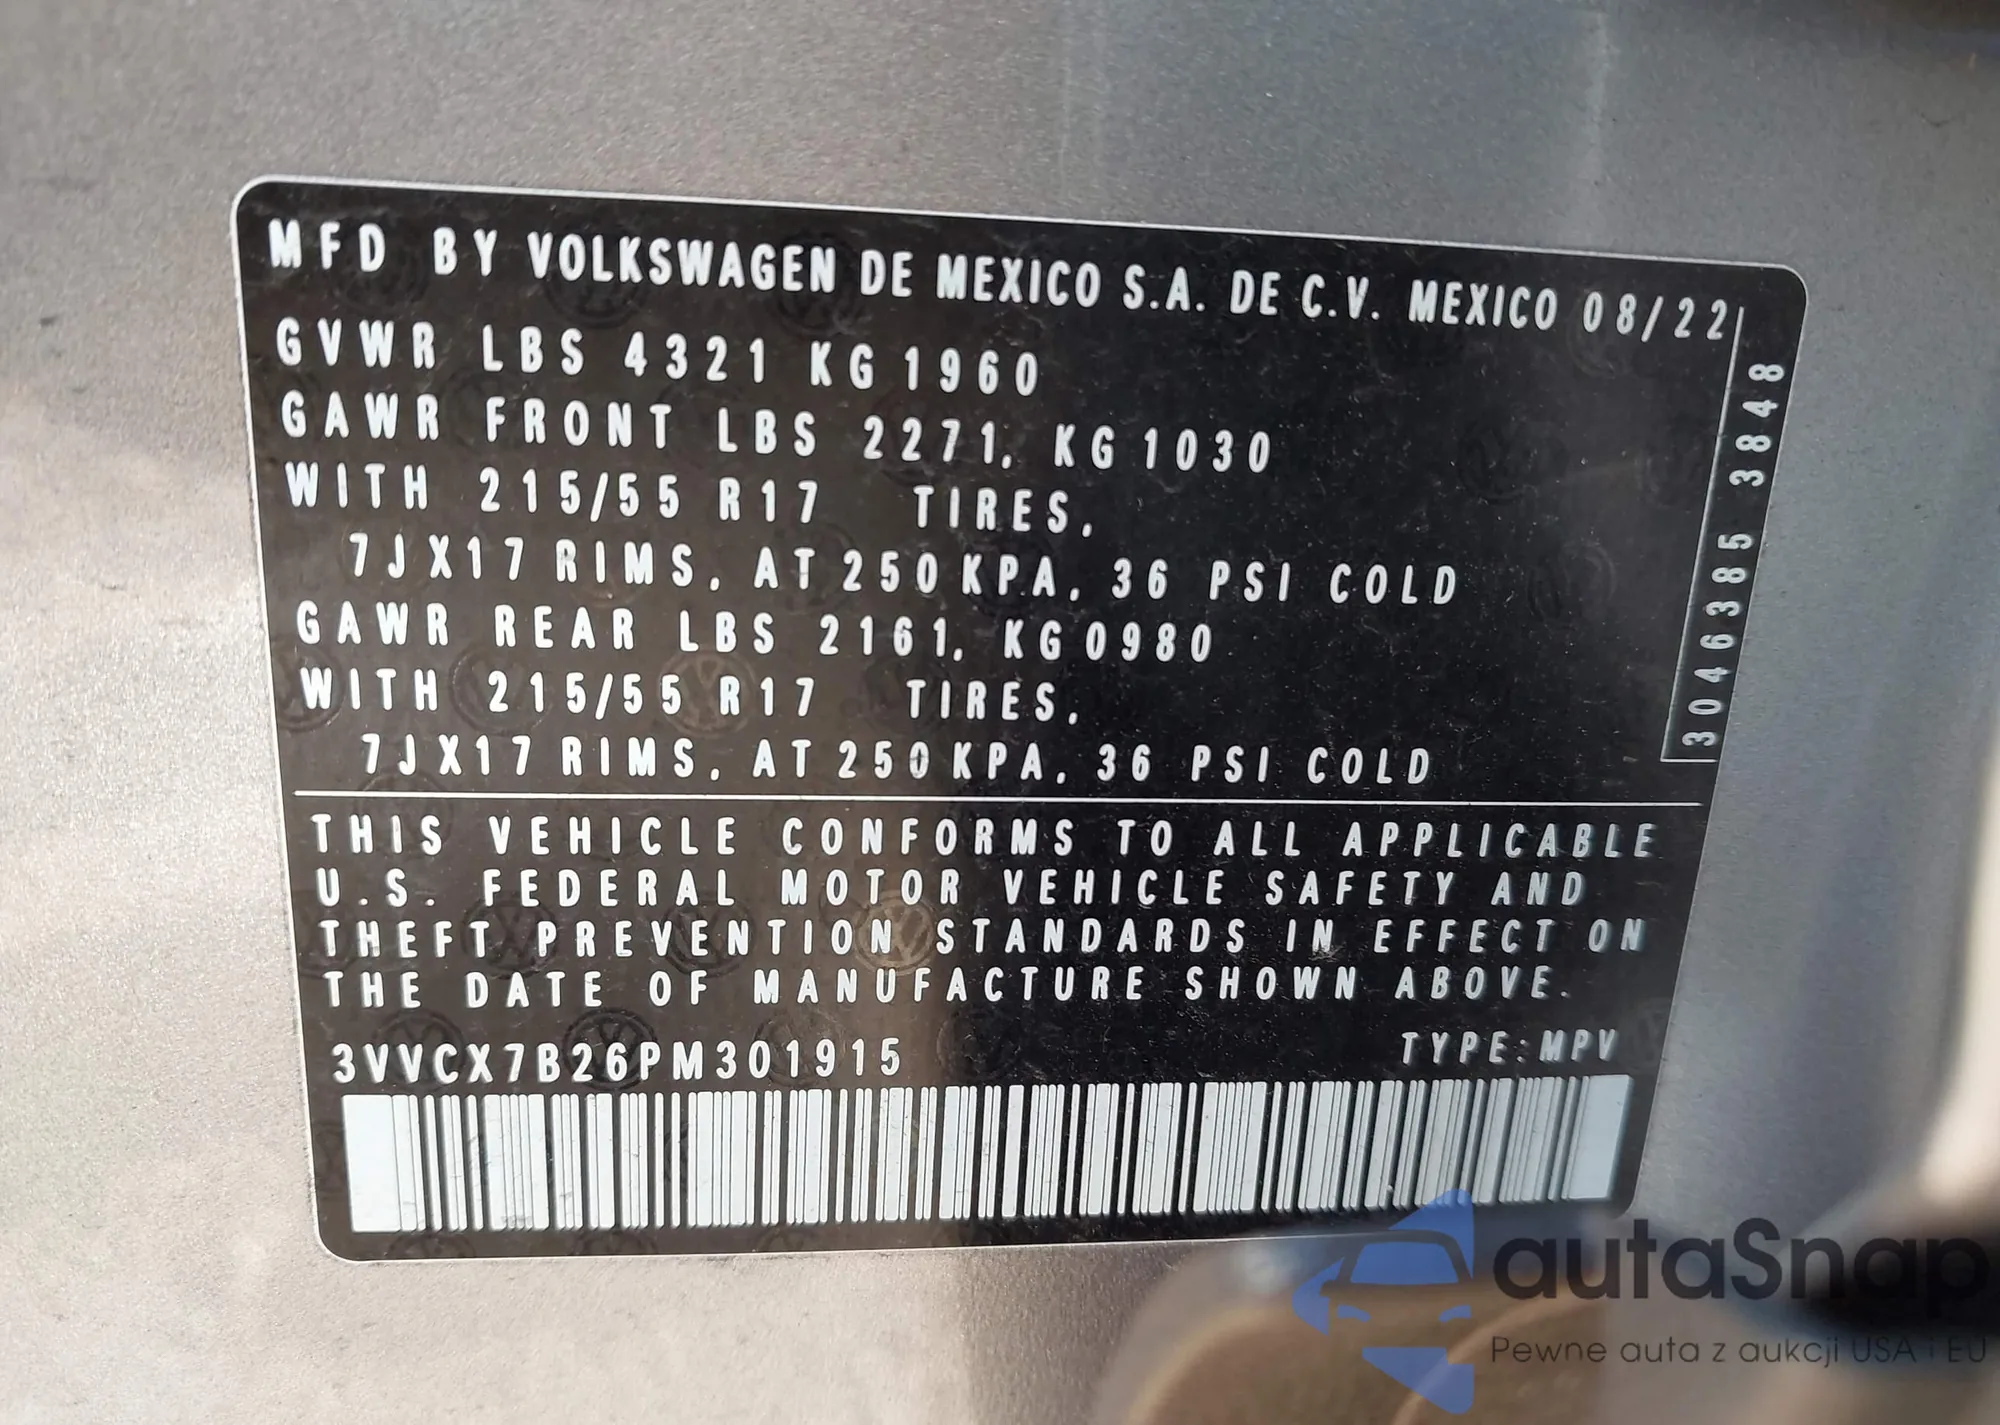 MFD BY VOLKSWAGEN DE MEXICO S.A. DE C.V. MEXICO 08/22
GVWR LBS 4321 KG 1960
GAWR FRONT LBS 2271, KG 1030
WITH 215/55 R17 TIRES,
7JX17 RIMS, AT 250 KPA, 36 PSI COLD
GAWR REAR LBS 2161, KG 0980
WITH 215/55 R17 TIRES,
7JX17 RIMS, AT 250 KPA, 36 PSI COLD
3046385 3848
THIS VEHICLE CONFORMS TO ALL APPLICABLE
U.S. FEDERAL MOTOR VEHICLE SAFETY AND
THEFT PREVENTION STANDARDS IN EFFECT ON
THE DATE OF MANUFACTURE SHOWN ABOVE.
3VVCX7B26PM301915 TYPE: MPV
autaSnap
Pewne auta z aukcji USA i EU